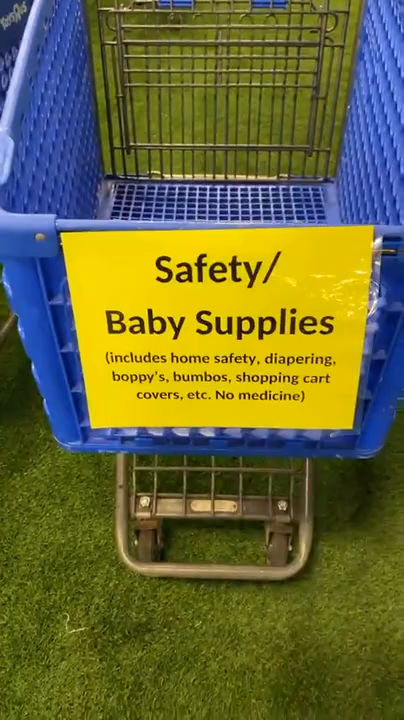 Safety/
Baby Supplies
(includes home safety, diapering,
boppy's, bumbos, shopping cart
covers, etc. No medicine)